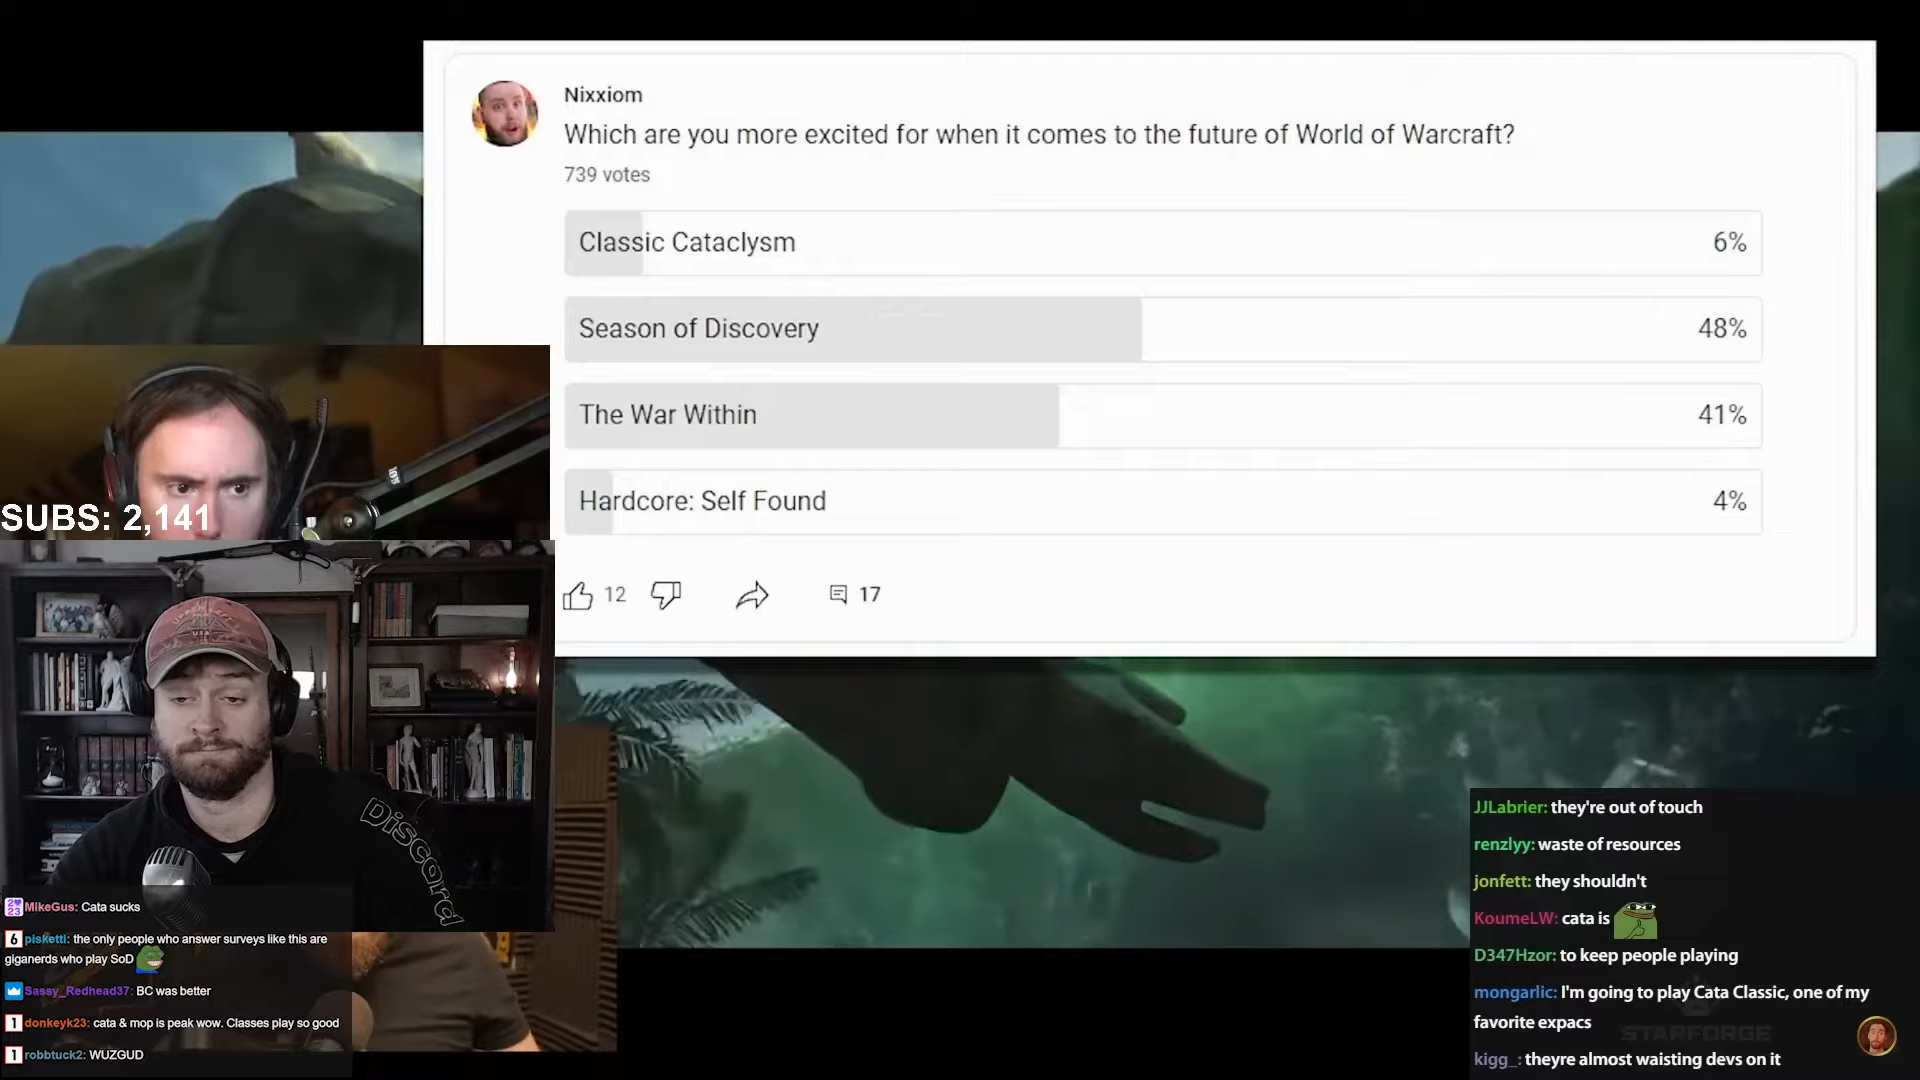 Nixxiom
Which are you more excited for when it comes to the future of World of Warcraft?
739 votes
Classic Cataclysm
6%
Season of Discovery
48%
The War Within
41%
Hardcore: Self Found
4%
12
17
SUBS: 2,141
USA
Discord
MikeGus: Cata sucks
6 pisketti: the only people who answer surveys like this are
giganerds who play SoD
Sassy_Redhead37: BC was better
1 donkeyk23: cata & mop is peak wow. Classes play so good
1 robbtuck2: WUZGUD
JJLabrier: they're out of touch
renzlyy: waste of resources
jonfett: they shouldn't
KoumeLW: cata is
D347Hzor: to keep people playing
mongarlic: I'm going to play Cata Classic, one of my
favorite expacs
STARFORGE
kigg_: theyre almost waisting devs on it